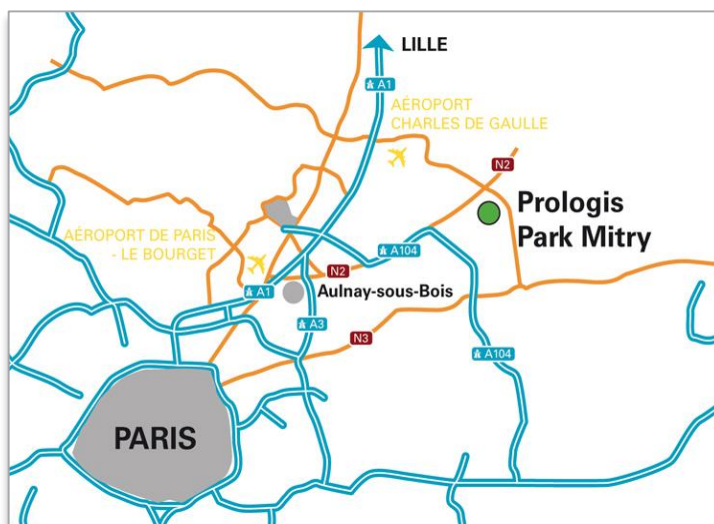 LILLE
A1
AÉROPORT
CHARLES DE GAULLE
N2
Prologis
Park Mitry
AÉROPORT DE PARIS
- LE BOURGET
A104
N2
A1
Aulnay-sous-Bois
A3
N3
A104
PARIS